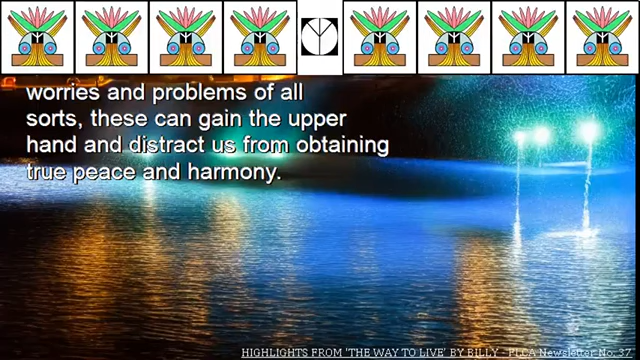 worries and problems of all
sorts, these can gain the upper
hand and distract us from obtaining
true peace and harmony.
HIGHLIGHTS FROM 'THE WAY TO LIVE' BY BILLY - PLCA Newsletter No. 37